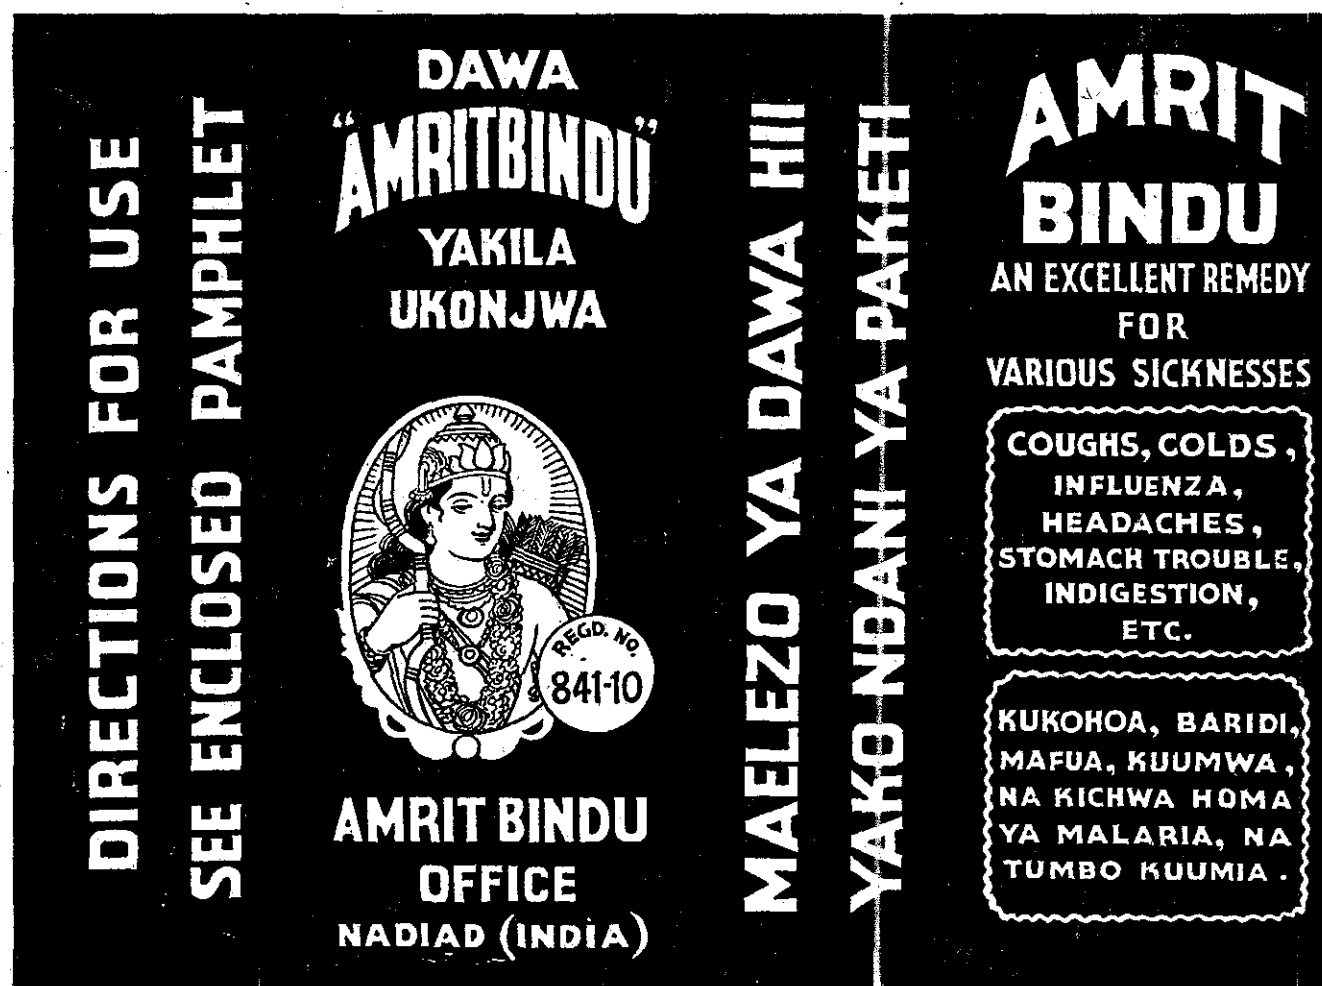 DIRECTIONS FOR USE
SEE ENCLOSED PAMPHLET
DAWA
"AMRITBINDU"
YAKILA
UKONJWA
REGD. NO.
841-10
AMRIT BINDU
OFFICE
NADIAD (INDIA)
MAELEZO YA DAWA HII
YAKO NDANI YA PAKETI
AMRIT
BINDU
AN EXCELLENT REMEDY
FOR
VARIOUS SICKNESSES
COUGHS, COLDS,
INFLUENZA,
HEADACHES,
STOMACH TROUBLE,
INDIGESTION,
ETC.
KUKOHOA, BARIDI,
MAFUA, KUUMWA,
NA KICHWA HOMA
YA MALARIA, NA
TUMBO KUUMIA.